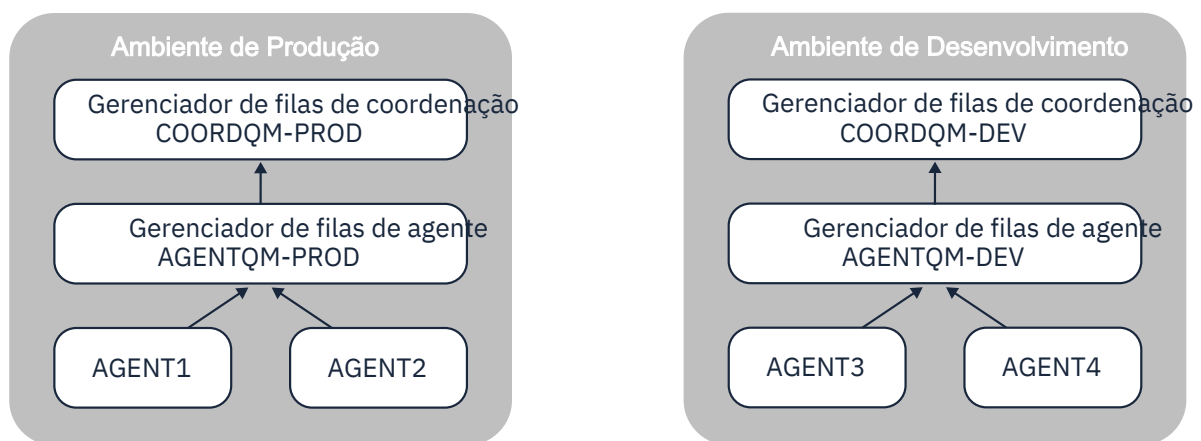 Ambiente de Produção
Gerenciador de filas de coordenação
COORDQM-PROD
Gerenciador de filas de agente
AGENTQM-PROD
AGENT1
AGENT2
Ambiente de Desenvolvimento
Gerenciador de filas de coordenação
COORDQM-DEV
Gerenciador de filas de agente
AGENTQM-DEV
AGENT3
AGENT4